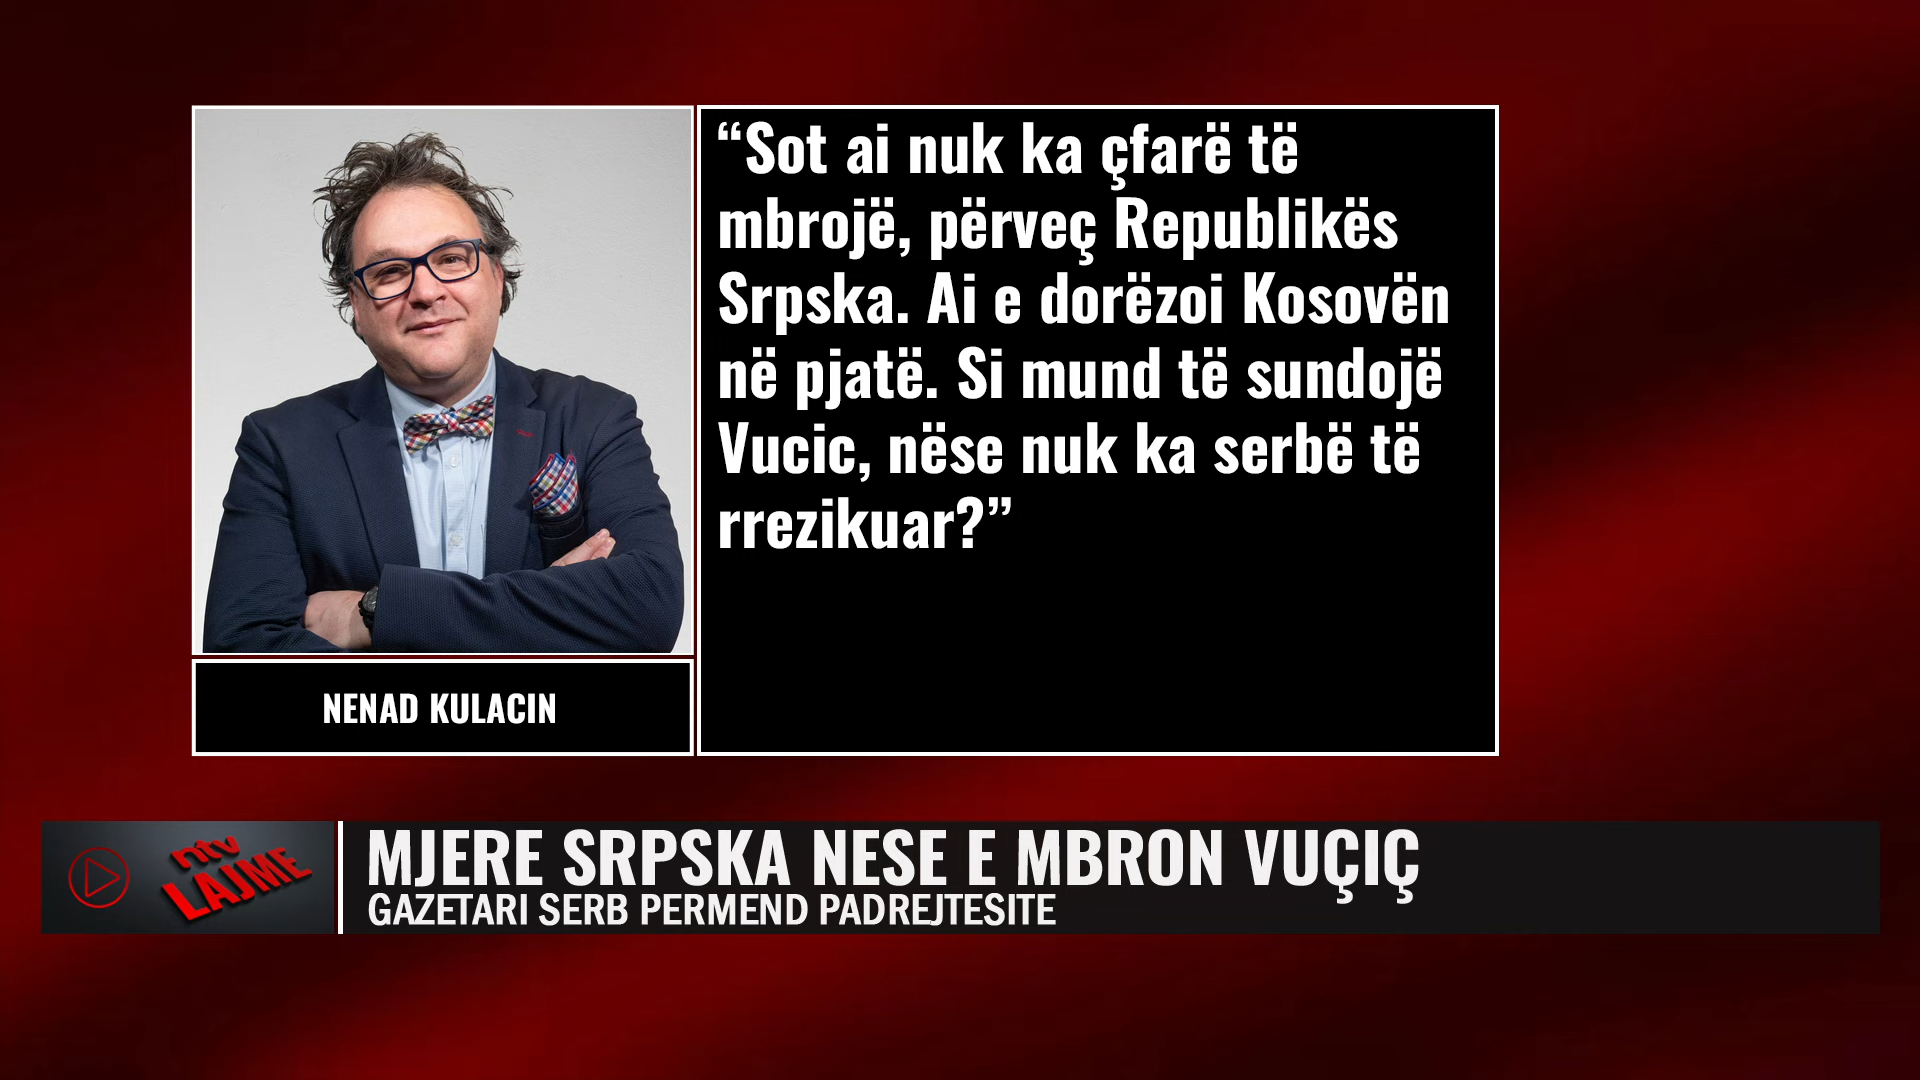 “Sot ai nuk ka çfarë të
mbrojë, përveç Republikës
Srpska. Ai e dorëzoi Kosovën
në pjatë. Si mund të sundojë
Vucic, nëse nuk ka serbë të
rrezikuar?”
NENAD KULACIN
ntv
LAJME
MJERE SRPSKA NESE E MBRON VUÇIÇ
GAZETARI SERB PERMEND PADREJTESITE